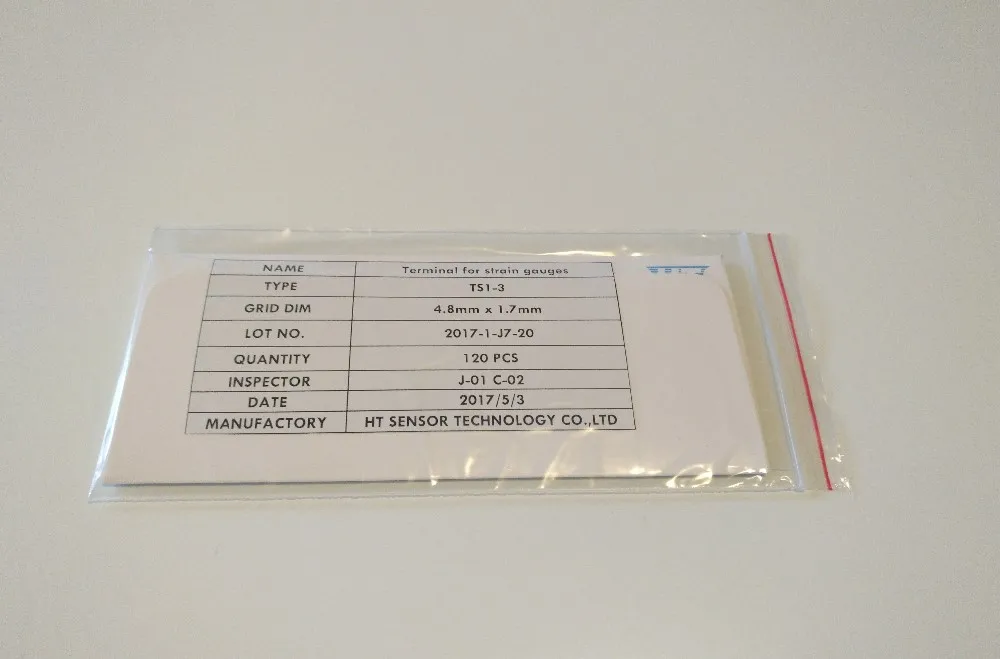 NAME Terminal for strain gauges
TYPE TS1-3
GRID DIM 4.8mm x 1.7mm
LOT NO. 2017-1-J7-20
QUANTITY 120 PCS
INSPECTOR J-01 C-02
DATE 2017/5/3
MANUFACTORY HT SENSOR TECHNOLOGY CO.,LTD